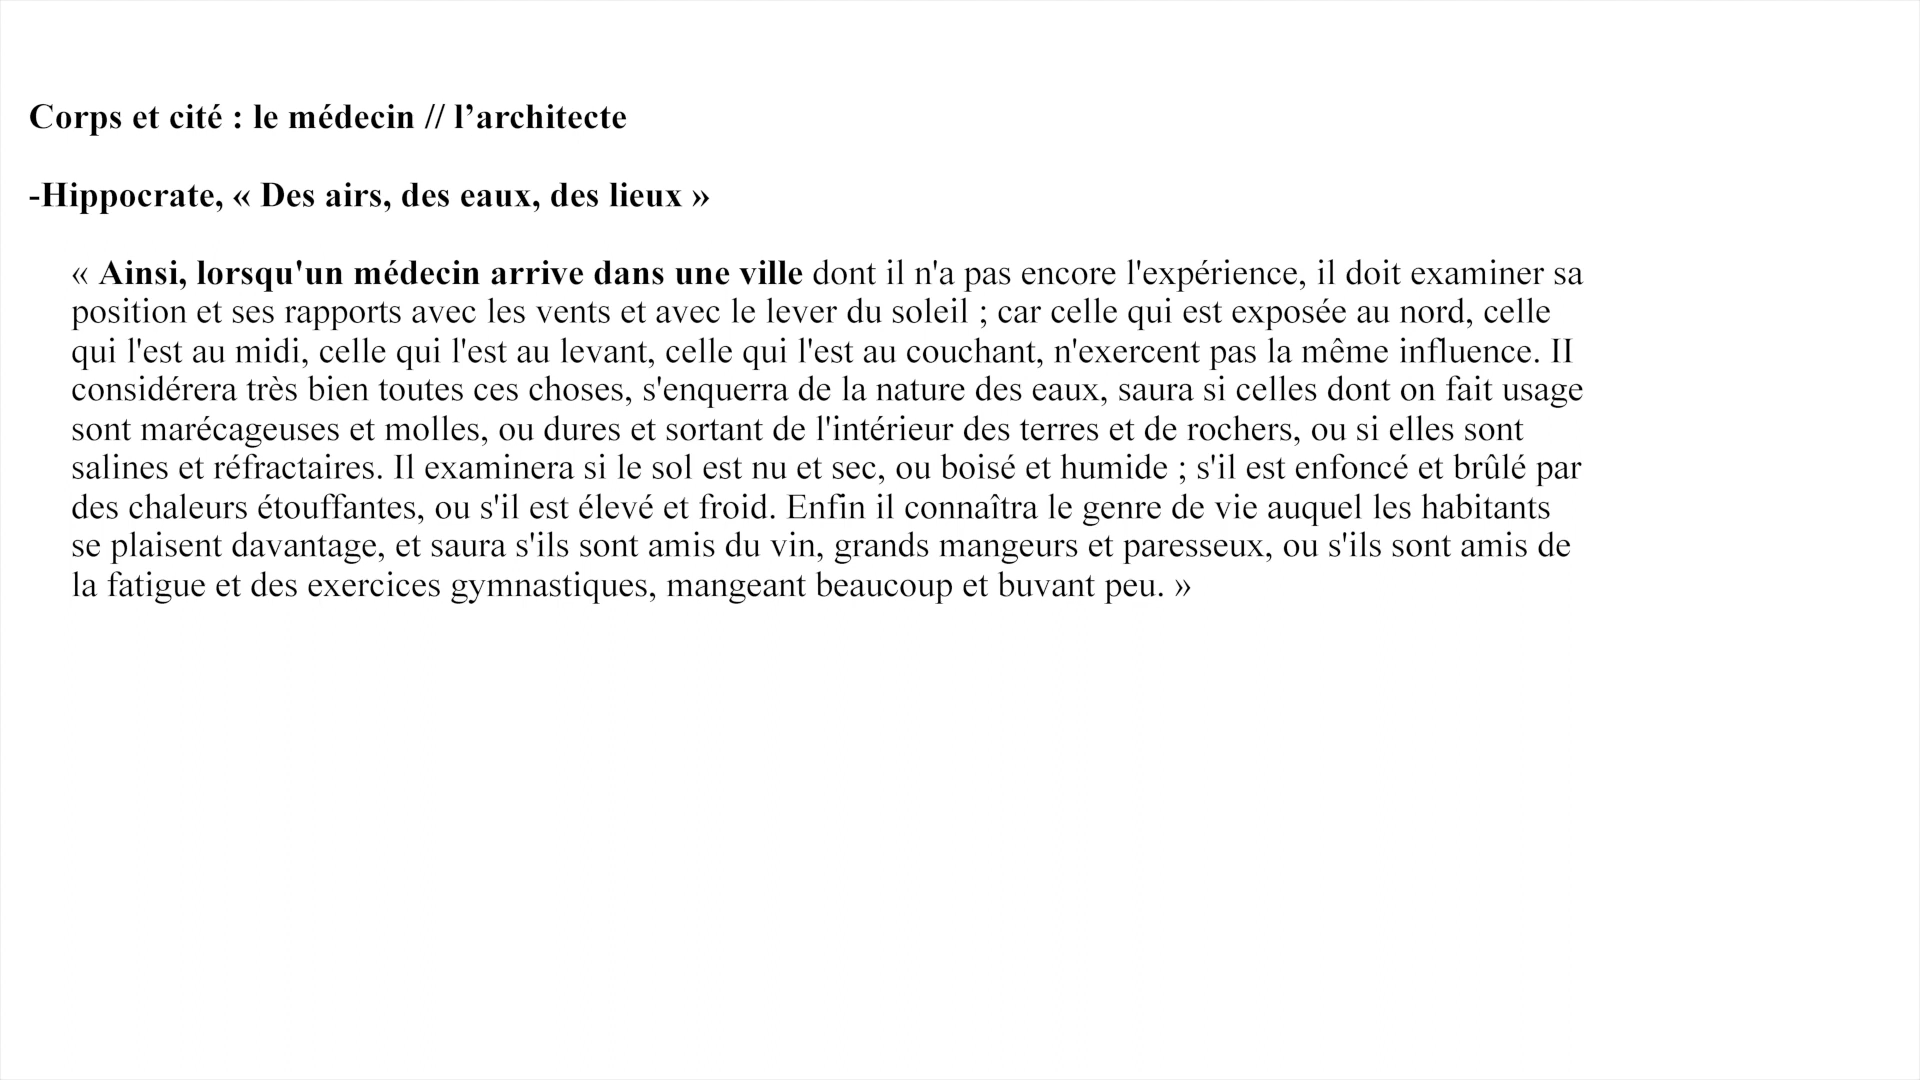 Corps et cité : le médecin // l’architecte
-Hippocrate, « Des airs, des eaux, des lieux »
« Ainsi, lorsqu'un médecin arrive dans une ville dont il n'a pas encore l'expérience, il doit examiner sa
position et ses rapports avec les vents et avec le lever du soleil ; car celle qui est exposée au nord, celle
qui l'est au midi, celle qui l'est au levant, celle qui l'est au couchant, n'exercent pas la même influence. II
considérera très bien toutes ces choses, s'enquerra de la nature des eaux, saura si celles dont on fait usage
sont marécageuses et molles, ou dures et sortant de l'intérieur des terres et de rochers, ou si elles sont
salines et réfractaires. Il examinera si le sol est nu et sec, ou boisé et humide ; s'il est enfoncé et brûlé par
des chaleurs étouffantes, ou s'il est élevé et froid. Enfin il connaîtra le genre de vie auquel les habitants
se plaisent davantage, et saura s'ils sont amis du vin, grands mangeurs et paresseux, ou s'ils sont amis de
la fatigue et des exercices gymnastiques, mangeant beaucoup et buvant peu. »